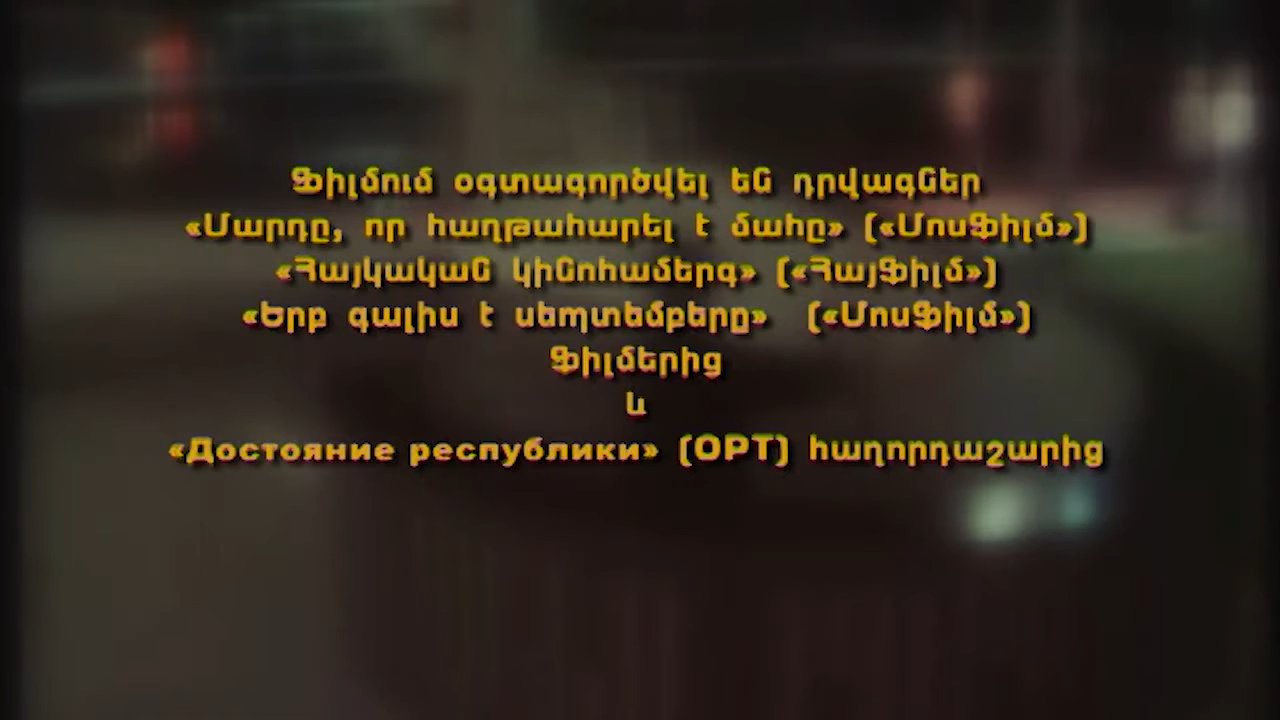 Ֆիլմում օգտագործվել են դրվագներ
«Մարդը, որ հաղթահարել է մահը» («Մոսֆիլմ»)
«Հայկական կինոհամերգ» («Հայֆիլմ»)
«Երբ գալիս է սեպտեմբերը» («Մոսֆիլմ»)
Ֆիլմերից
և
«Достояние республики» (ОРТ) հաղորդաշարից